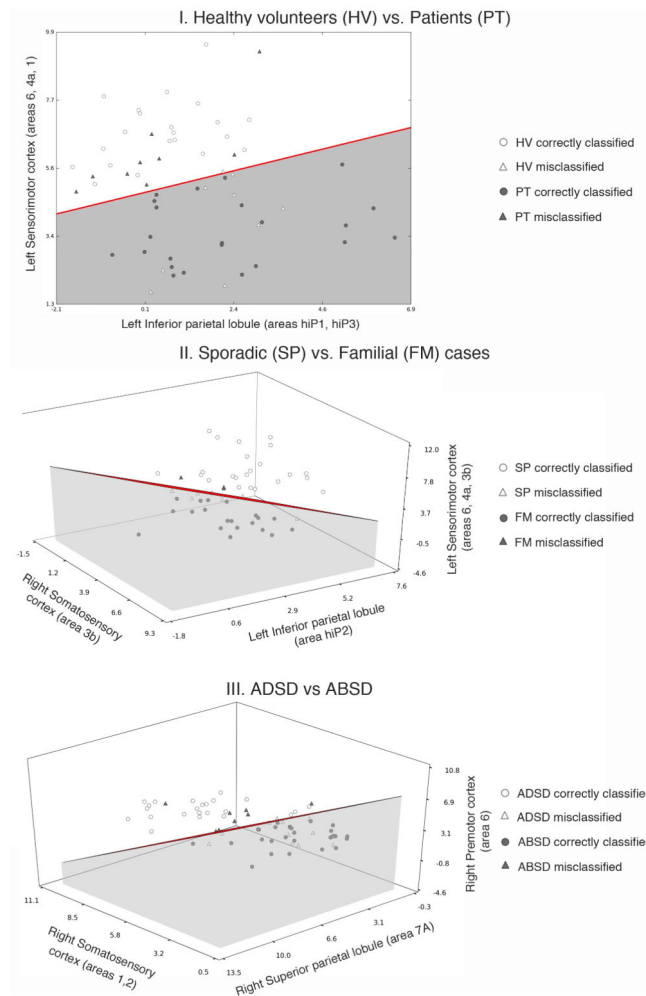 I. Healthy volunteers (HV) vs. Patients (PT)
9.9
7.7
5.6
3.4
1.3
-2.1
0.1
2.4
4.6
6.9
Left Sensorimotor cortex (areas 6, 4a, 1)
Left Inferior parietal lobule (areas hiP1, hiP3)
HV correctly classified
HV misclassified
PT correctly classified
PT misclassified
II. Sporadic (SP) vs. Familial (FM) cases
12.0
7.8
3.7
-0.5
-4.6
Left Sensorimotor cortex
(areas 6, 4a, 3b)
-1.5
1.2
3.9
6.6
9.3
Right Somatosensory
cortex (area 3b)
-1.8
0.6
2.9
5.2
7.6
Left Inferior parietal lobule
(area hiP2)
SP correctly classified
SP misclassified
FM correctly classified
FM misclassified
III. ADSD vs ABSD
10.8
6.9
3.1
-0.8
-4.6
Right Premotor cortex
(area 6)
11.1
8.5
5.8
3.2
0.5
Right Somatosensory
cortex (areas 1,2)
13.5
10.0
6.6
3.1
-0.3
Right Superior parietal lobule (area 7A)
ADSD correctly classifie
ADSD misclassified
ABSD correctly classifie
ABSD misclassified